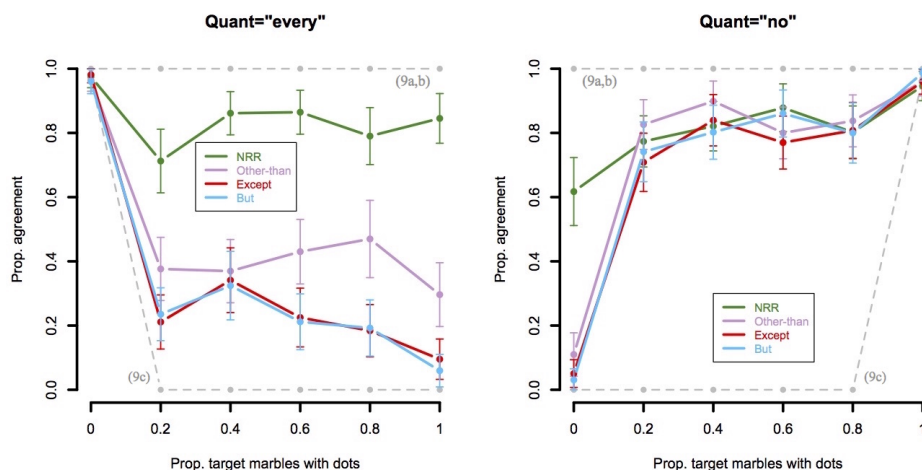 Quant="every"
Prop. agreement
1.0
0.8
0.6
0.4
0.2
0.0
(9a,b)
NRR
Other-than
Except
But
(9c)
0 0.2 0.4 0.6 0.8 1
Prop. target marbles with dots
Quant="no"
Prop. agreement
1.0
0.8
0.6
0.4
0.2
0.0
(9a,b)
NRR
Other-than
Except
But
(9c)
0 0.2 0.4 0.6 0.8 1
Prop. target marbles with dots